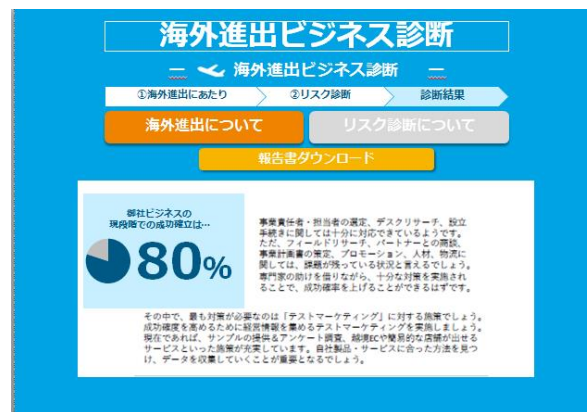 海外進出ビジネス診断
海外進出ビジネス診断
①海外進出にあたり
②リスク診断
診断結果
海外進出について
リスク診断について
報告書ダウンロード
御社ビジネスの
現段階での成功確立は…
80%
事業責任者・担当者の選定、デスクリサーチ、設立
手続きに関しては十分に対応できているようです。
ただ、フィールドリサーチ、パートナーとの商談、
事業計画書の策定、プロモーション、人材、物流に
関しては、課題が残っている状況と言えるでしょう。
専門家の助けを借りながら、十分な対策を実施され
ることで、成功確率を上げることができるはずです。
その中で、最も対策が必要なのは「テストマーケティング」に対する施策でしょう。
成功確度を高めるために経営情報を集めるテストマーケティングを実施しましょう。
現在であれば、サンプルの提供＆アンケート調査、越境ECや簡易的な店舗が出せる
サービスといった施策が充実しています。自社製品・サービスに合った方法を見つ
け、データを収集していくことが重要となるでしょう。